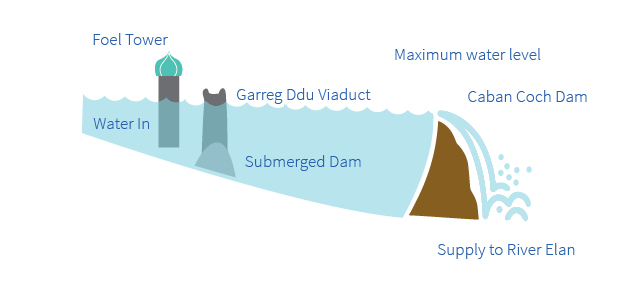 Foel Tower
Maximum water level
Garreg Ddu Viaduct
Caban Coch Dam
Water In
Submerged Dam
Supply to River Elan